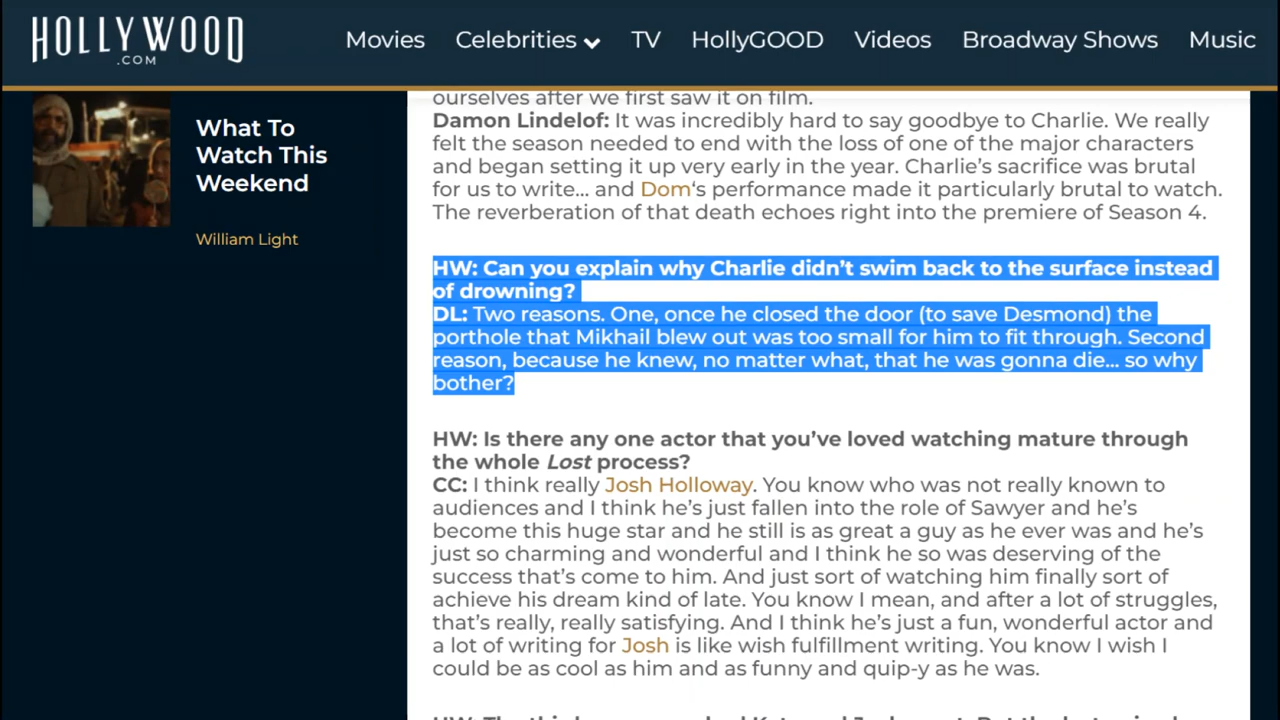 HOLLYWOOD
.COM
Movies Celebrities TV HollyGOOD Videos Broadway Shows Music
What To
Watch This
Weekend
William Light
ourselves after we first saw it on film.
Damon Lindelof: It was incredibly hard to say goodbye to Charlie. We really
felt the season needed to end with the loss of one of the major characters
and began setting it up very early in the year. Charlie’s sacrifice was brutal
for us to write… and Dom‘s performance made it particularly brutal to watch.
The reverberation of that death echoes right into the premiere of Season 4.
HW: Can you explain why Charlie didn’t swim back to the surface instead
of drowning?
DL: Two reasons. One, once he closed the door (to save Desmond) the
porthole that Mikhail blew out was too small for him to fit through. Second
reason, because he knew, no matter what, that he was gonna die… so why
bother?
HW: Is there any one actor that you’ve loved watching mature through
the whole Lost process?
CC: I think really Josh Holloway. You know who was not really known to
audiences and I think he’s just fallen into the role of Sawyer and he’s
become this huge star and he still is as great a guy as he ever was and he’s
just so charming and wonderful and I think he so was deserving of the
success that’s come to him. And just sort of watching him finally sort of
achieve his dream kind of late. You know I mean, and after a lot of struggles,
that’s really, really satisfying. And I think he’s just a fun, wonderful actor and
a lot of writing for Josh is like wish fulfillment writing. You know I wish I
could be as cool as him and as funny and quip-y as he was.